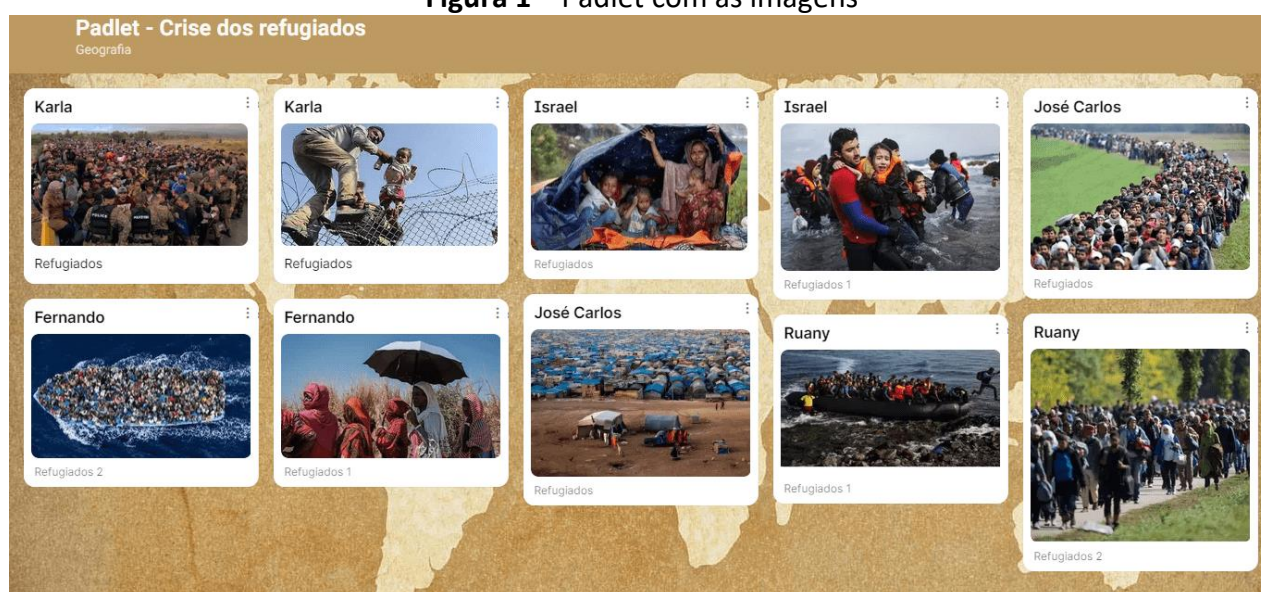 Figura 1 – Padlet com as imagens
Padlet - Crise dos refugiados
Geografia
Karla
Refugiados
Karla
Refugiados
Israel
Refugiados
Israel
Refugiados 1
José Carlos
Refugiados
Fernando
Refugiados 2
Fernando
Refugiados 1
José Carlos
Refugiados
Ruany
Refugiados 1
Ruany
Refugiados 2